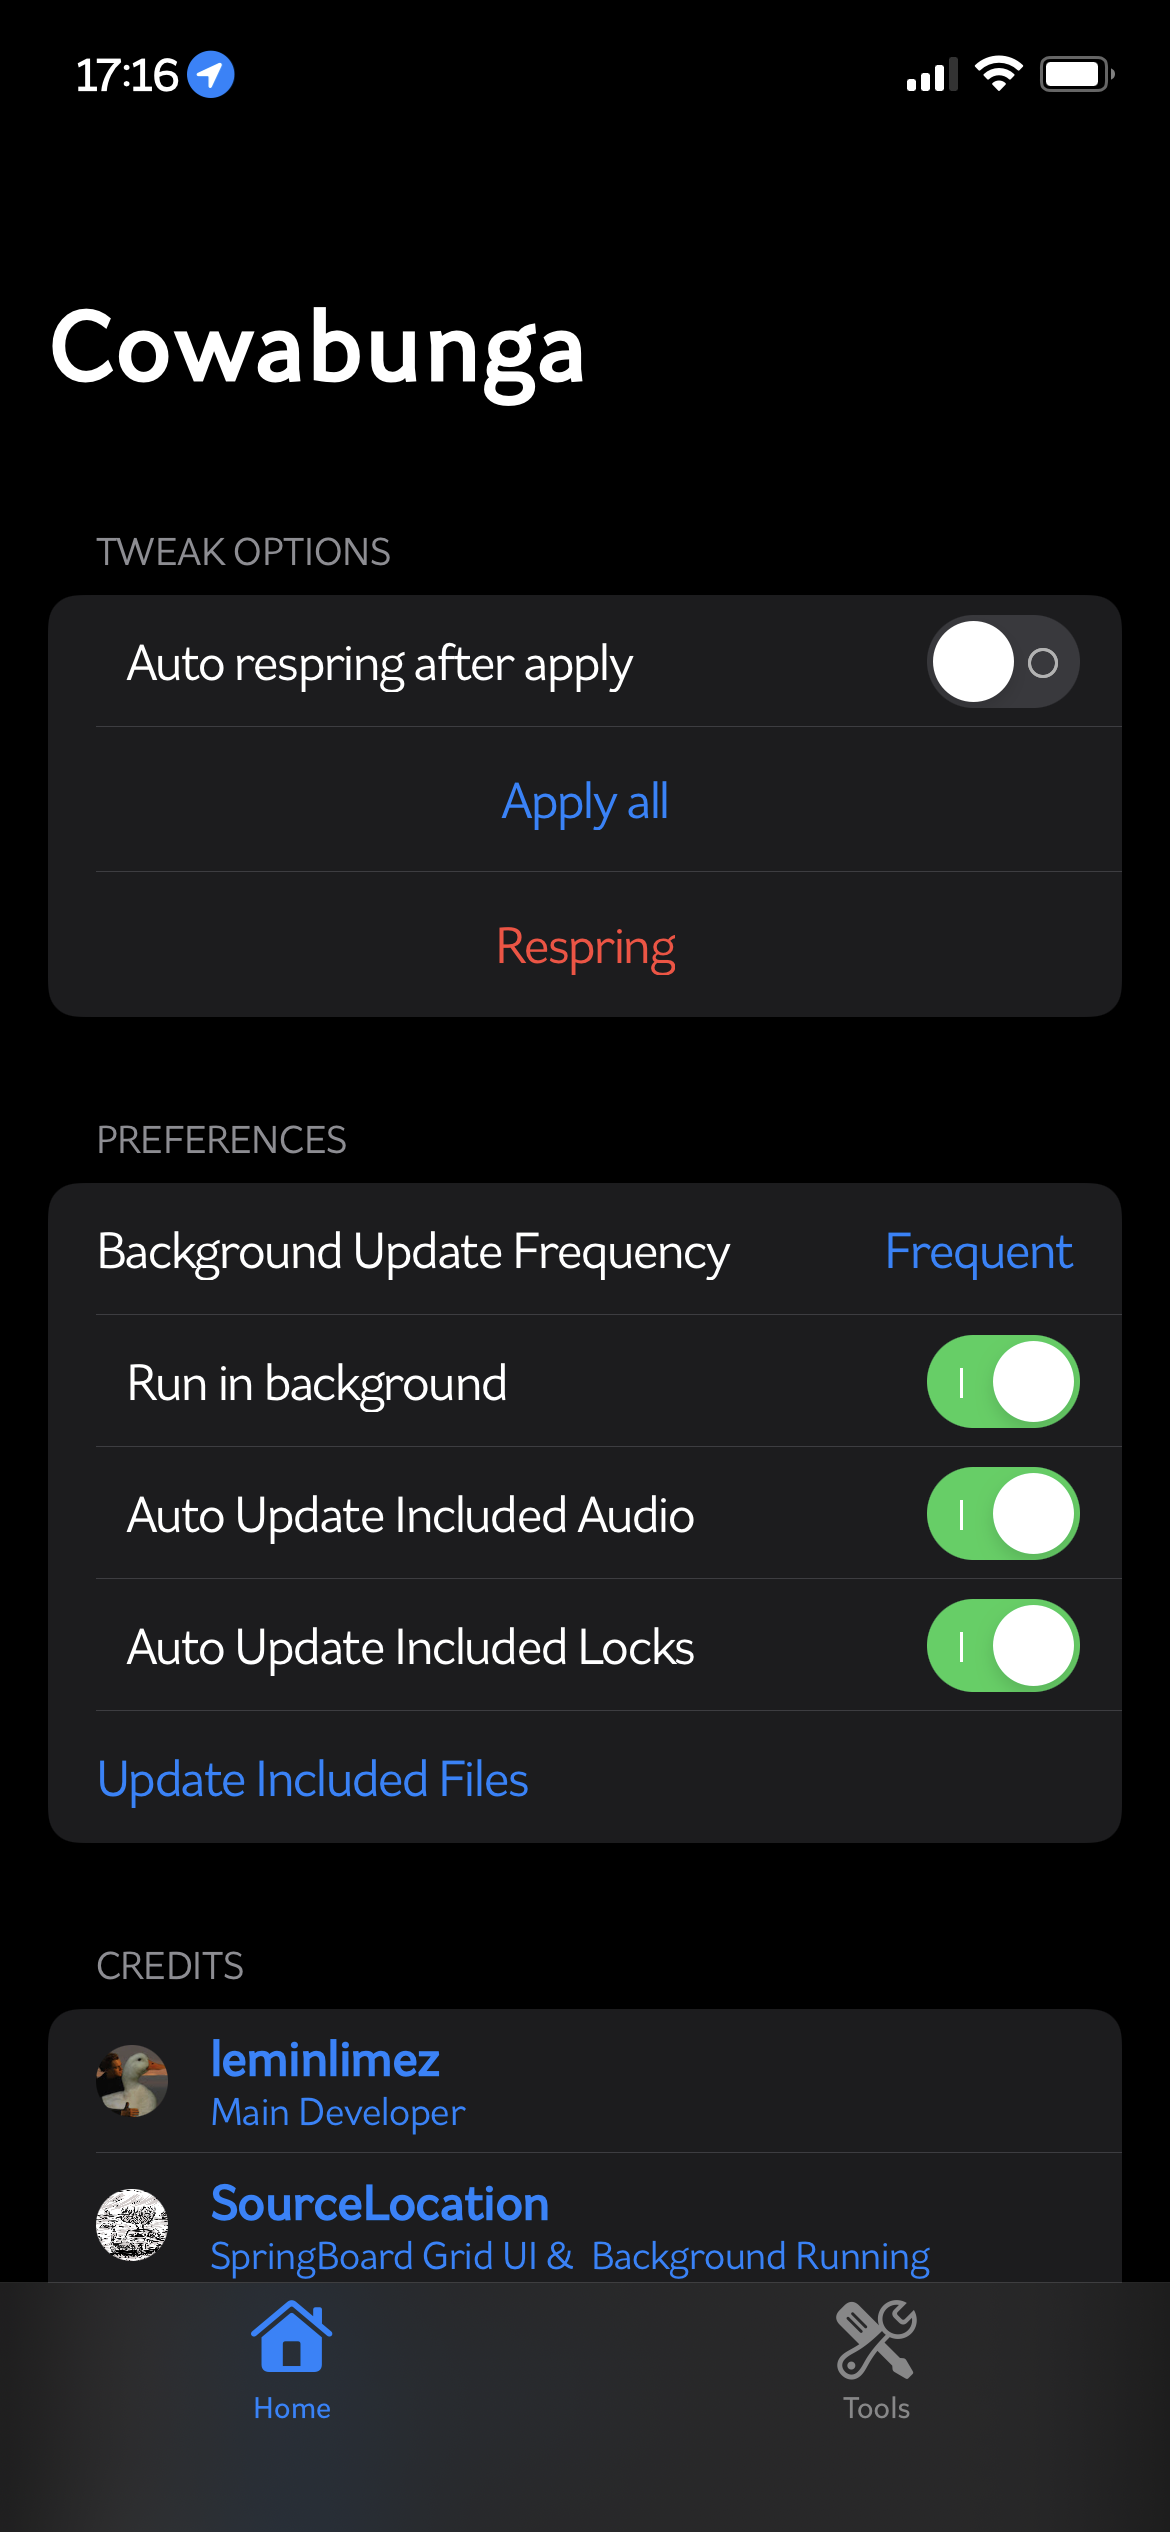 17:16
Cowabunga
TWEAK OPTIONS
Auto respring after apply
Apply all
Respring
PREFERENCES
Background Update Frequency Frequent
Run in background
Auto Update Included Audio
Auto Update Included Locks
Update Included Files
CREDITS
leminlimez
Main Developer
SourceLocation
SpringBoard Grid UI & Background Running
Home Tools